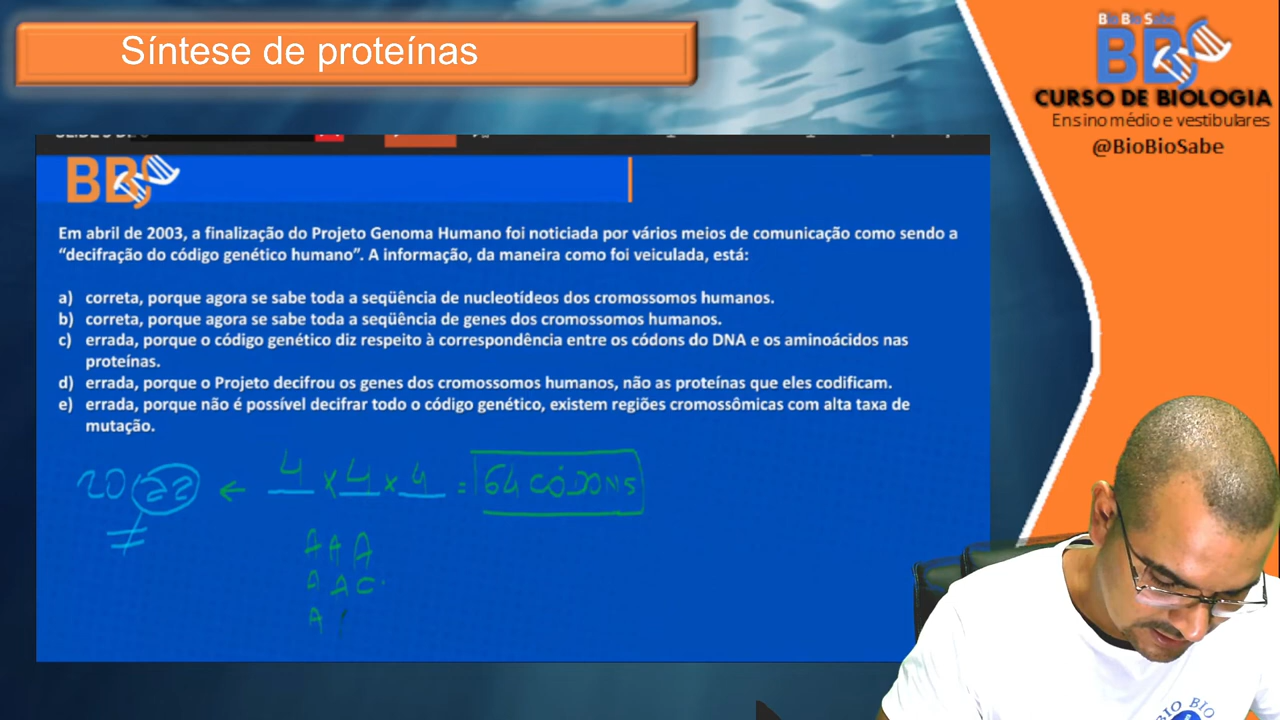 Síntese de proteínas
Bio Bio Sabe
BBS
CURSO DE BIOLOGIA
Ensino médio e vestibulares
@BioBioSabe
BBS
Em abril de 2003, a finalização do Projeto Genoma Humano foi noticiada por vários meios de comunicação como sendo a
“decifração do código genético humano”. A informação, da maneira como foi veiculada, está:
a) correta, porque agora se sabe toda a seqüência de nucleotídeos dos cromossomos humanos.
b) correta, porque agora se sabe toda a seqüência de genes dos cromossomos humanos.
c) errada, porque o código genético diz respeito à correspondência entre os códons do DNA e os aminoácidos nas
proteínas.
d) errada, porque o Projeto decifrou os genes dos cromossomos humanos, não as proteínas que eles codificam.
e) errada, porque não é possível decifrar todo o código genético, existem regiões cromossômicas com alta taxa de
mutação.
20 ← 4 x 4 x 4 = 64 CÓDONS
A A A
A A C
A
BIO BIO